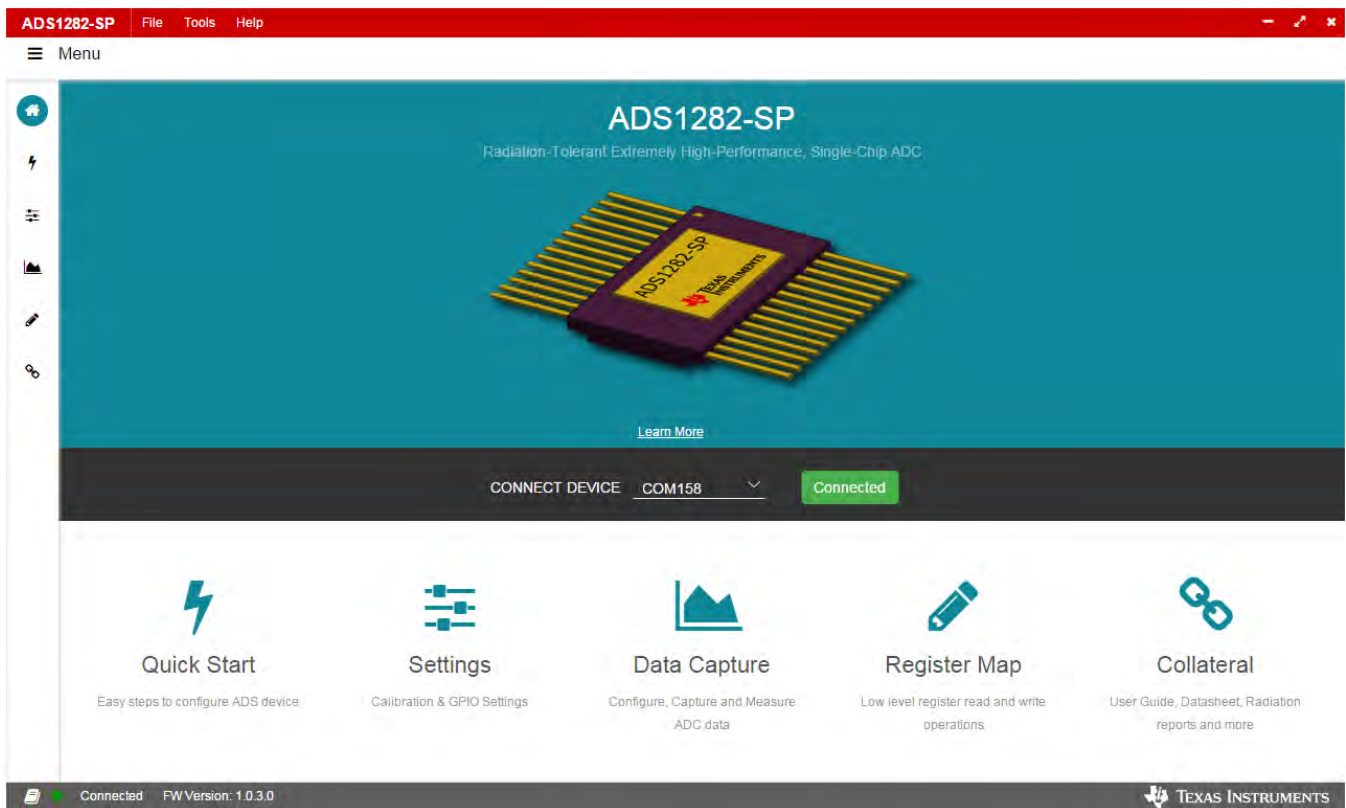 ADS1282-SP File Tools Help
Menu
ADS1282-SP
Radiation-Tolerant Extremely High-Performance, Single-Chip ADC
ADS1282-SP
TEXAS
INSTRUMENTS
Learn More
CONNECT DEVICE COM158 Connected
Quick Start
Easy steps to configure ADS device
Settings
Calibration & GPIO Settings
Data Capture
Configure, Capture and Measure
ADC data
Register Map
Low level register read and write
operations
Collateral
User Guide, Datasheet, Radiation
reports and more
Connected FW Version: 1.0.3.0
TEXAS INSTRUMENTS